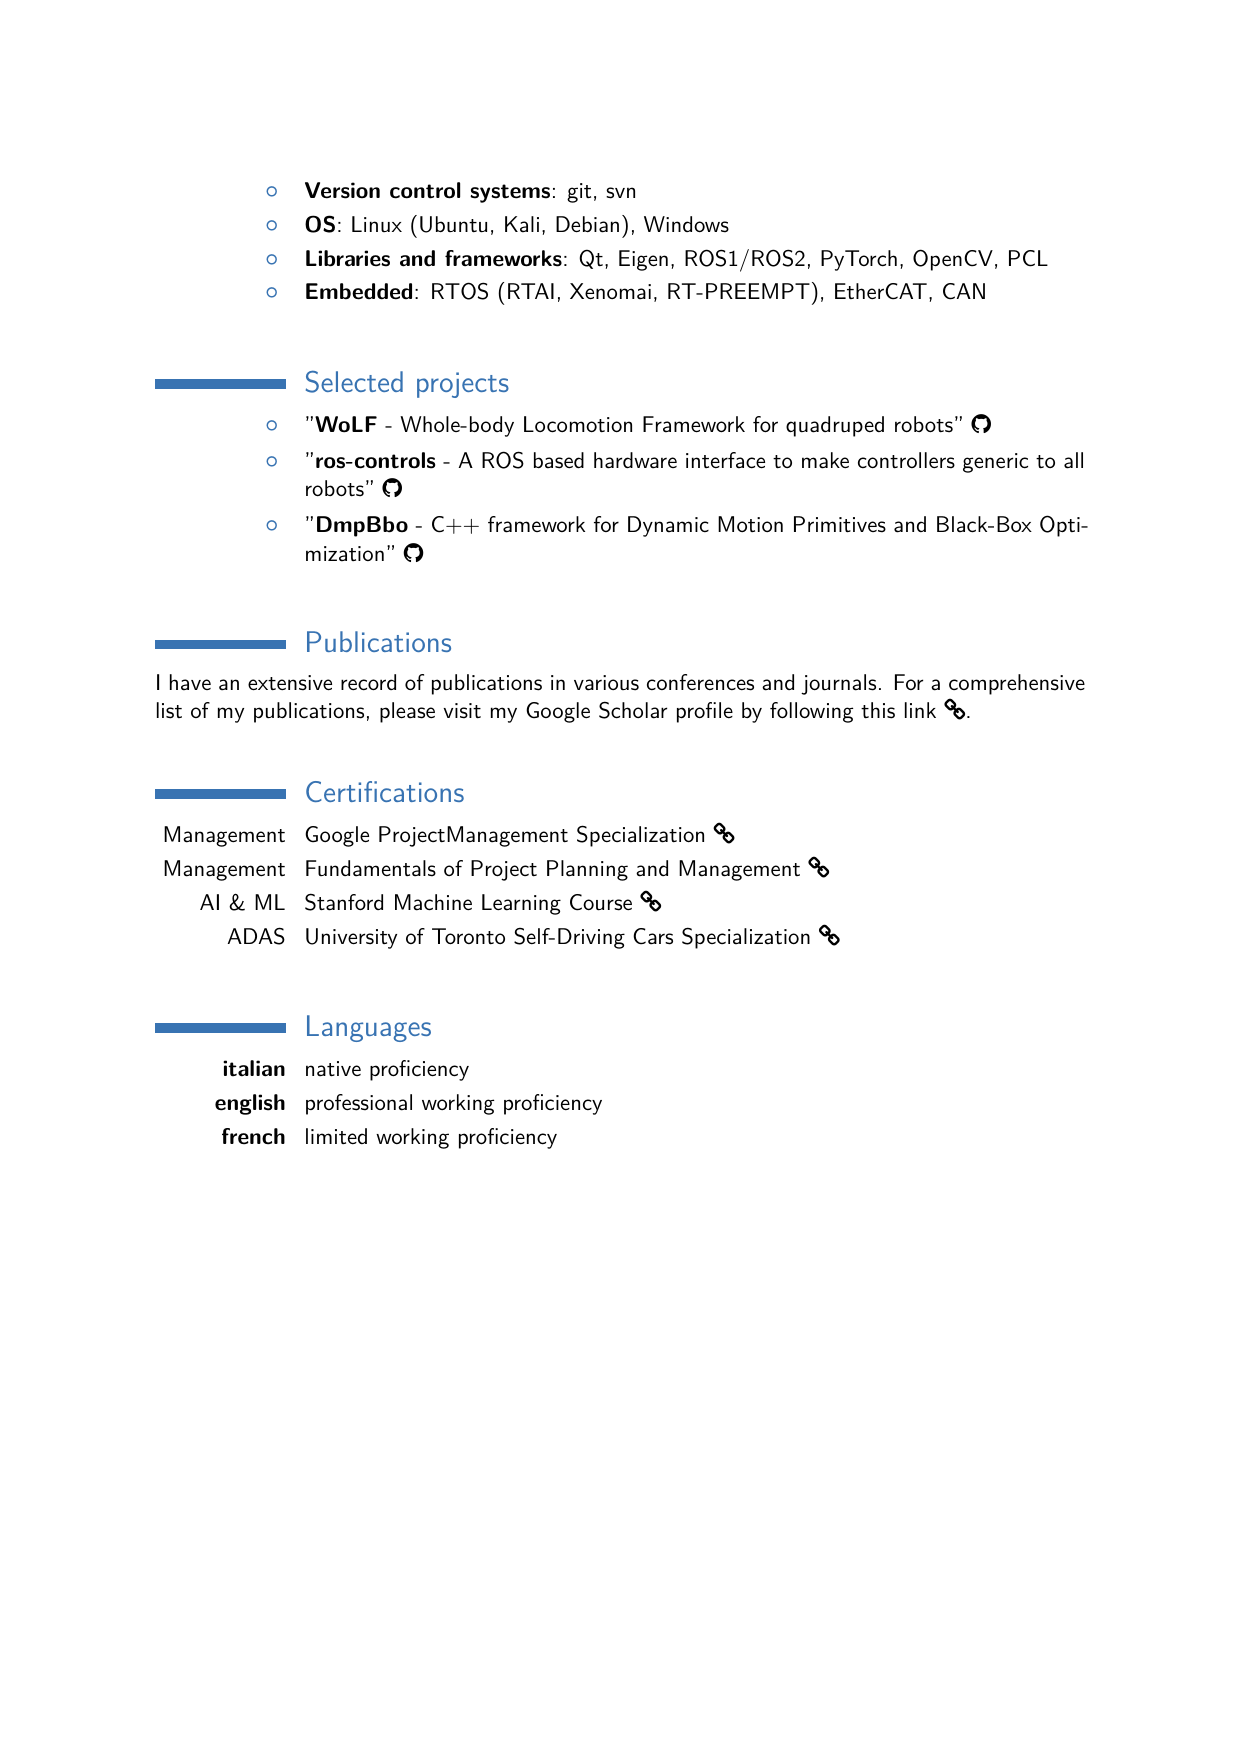 Version control systems: git, svn
OS: Linux (Ubuntu, Kali, Debian), Windows
Libraries and frameworks: Qt, Eigen, ROS1/ROS2, PyTorch, OpenCV, PCL
Embedded: RTOS (RTAI, Xenomai, RT-PREEMPT), EtherCAT, CAN
Selected projects
”WoLF - Whole-body Locomotion Framework for quadruped robots”
”ros-controls - A ROS based hardware interface to make controllers generic to all
robots”
”DmpBbo - C++ framework for Dynamic Motion Primitives and Black-Box Opti-
mization”
Publications
I have an extensive record of publications in various conferences and journals. For a comprehensive
list of my publications, please visit my Google Scholar profile by following this link .
Certifications
Management Google ProjectManagement Specialization
Management Fundamentals of Project Planning and Management
AI & ML Stanford Machine Learning Course
ADAS University of Toronto Self-Driving Cars Specialization
Languages
italian native proficiency
english professional working proficiency
french limited working proficiency